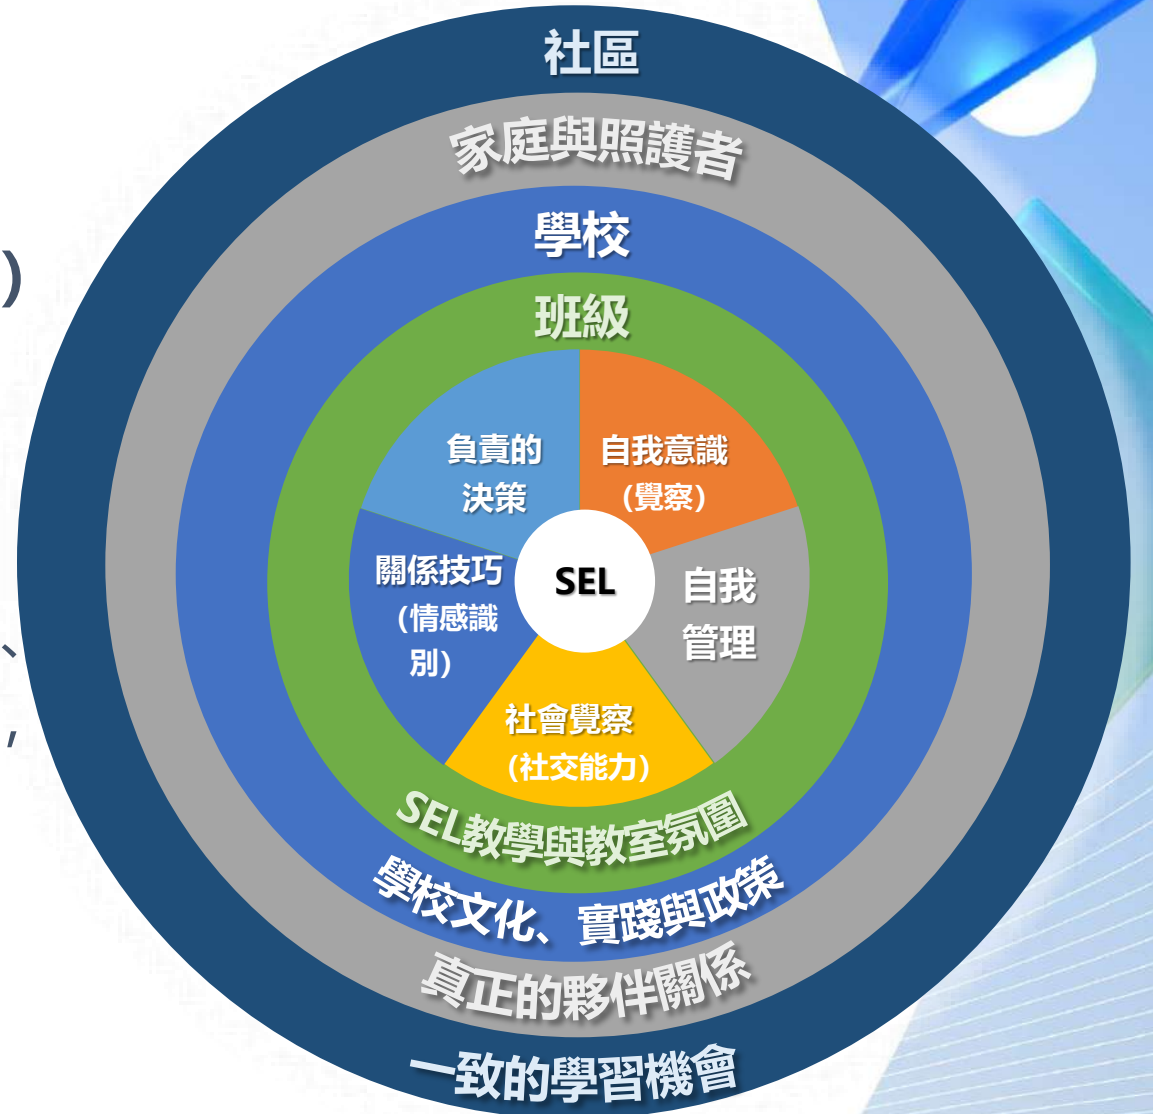 社區
家庭與照護者
學校
)
班級
負責的
決策
自我意識
(覺察)
關係技巧
(情感識
別)
SEL
自我
管理
、
,
社會覺察
(社交能力)
SEL教學與教室氛圍
學校文化、實踐與政策
真正的夥伴關係
一致的學習機會